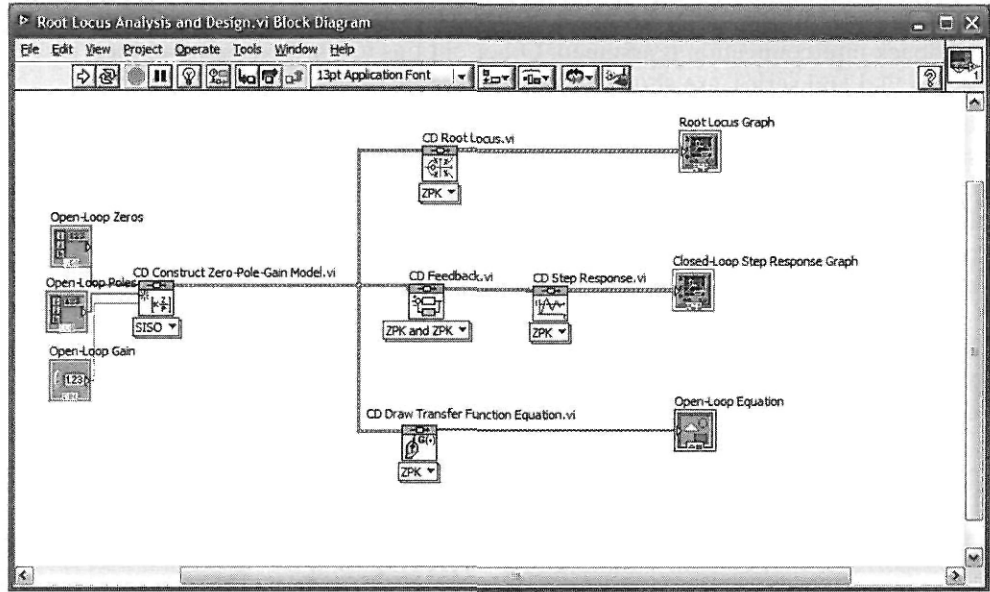 Root Locus Analysis and Design.vi Block Diagram
File Edit View Project Operate Tools Window Help
13pt Application Font
1
Root Locus Graph
CD Root Locus.vi
ZPK
Open-Loop Zeros
CD Construct Zero-Pole-Gain Model.vi
CD Feedback.vi
CD Step Response.vi
Closed-Loop Step Response Graph
Open-Loop Poles
SISO
ZPK and ZPK
ZPK
Open-Loop Gain
1.23
CD Draw Transfer Function Equation.vi
Open-Loop Equation
G(•)
ZPK